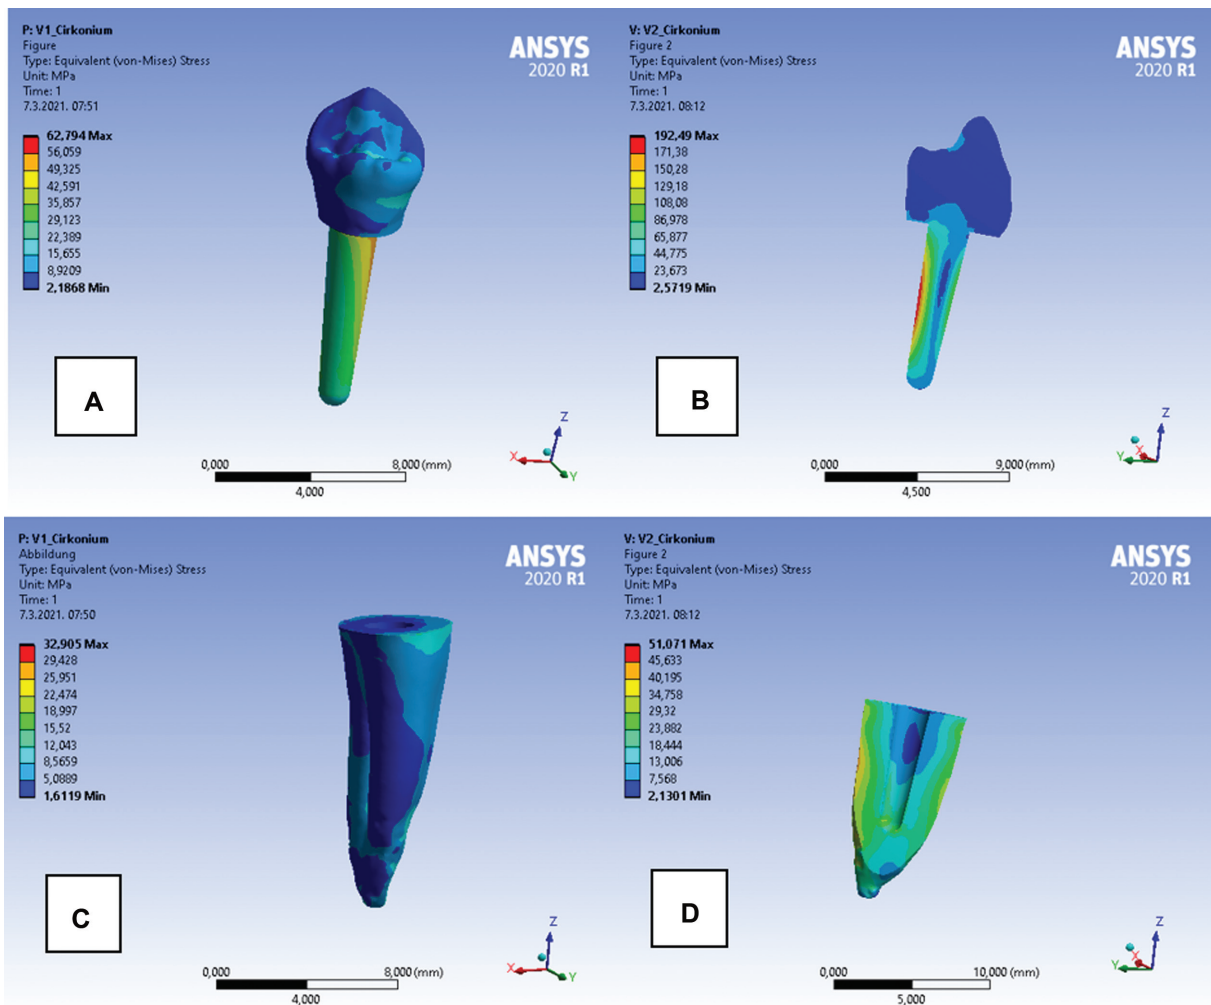 P: V1_Cirkonium
Figure
Type: Equivalent (von-Mises) Stress
Unit: MPa
Time: 1
7.3.2021. 07:51
ANSYS
2020 R1
62,794 Max
56,059
49,325
42,591
35,857
29,123
22,389
15,655
8,9209
2,1868 Min
A
Z
X
Y
0,000
8,000 (mm)
4,000
V: V2_Cirkonium
Figure 2
Type: Equivalent (von-Mises) Stress
Unit: MPa
Time: 1
7.3.2021. 08:12
ANSYS
2020 R1
192,49 Max
171,38
150,28
129,18
108,08
86,978
65,877
44,775
23,673
2,5719 Min
B
Z
X
Y
0,000
9,000 (mm)
4,500
P: V1_Cirkonium
Abbildung
Type: Equivalent (von-Mises) Stress
Unit: MPa
Time: 1
7.3.2021. 07:50
ANSYS
2020 R1
32,905 Max
29,428
25,951
22,474
18,997
15,52
12,043
8,5659
5,0889
1,6119 Min
C
Z
X
Y
0,000
8,000 (mm)
4,000
V: V2_Cirkonium
Figure 2
Type: Equivalent (von-Mises) Stress
Unit: MPa
Time: 1
7.3.2021. 08:12
ANSYS
2020 R1
51,071 Max
45,633
40,195
34,758
29,32
23,882
18,444
13,006
7,568
2,1301 Min
D
Z
X
Y
0,000
10,000 (mm)
5,000